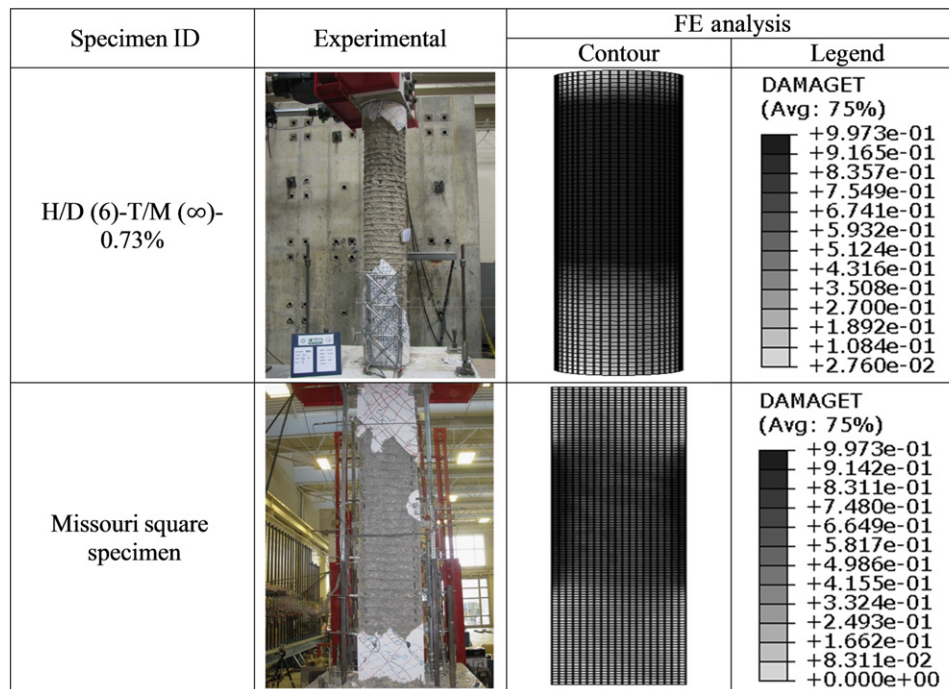 Specimen ID
Experimental
FE analysis
Contour
Legend
H/D (6)-T/M (∞)-
0.73%
DAMAGET
(Avg: 75%)
+9.973e-01
+9.165e-01
+8.357e-01
+7.549e-01
+6.741e-01
+5.932e-01
+5.124e-01
+4.316e-01
+3.508e-01
+2.700e-01
+1.892e-01
+1.084e-01
+2.760e-02
Missouri square
specimen
DAMAGET
(Avg: 75%)
+9.973e-01
+9.142e-01
+8.311e-01
+7.480e-01
+6.649e-01
+5.817e-01
+4.986e-01
+4.155e-01
+3.324e-01
+2.493e-01
+1.662e-01
+8.311e-02
+0.000e+00